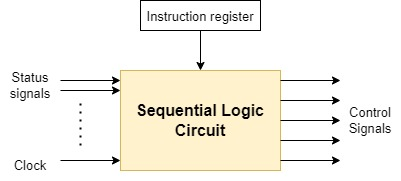 Instruction register
Status
signals
Sequential Logic
Circuit
Control
Signals
Clock